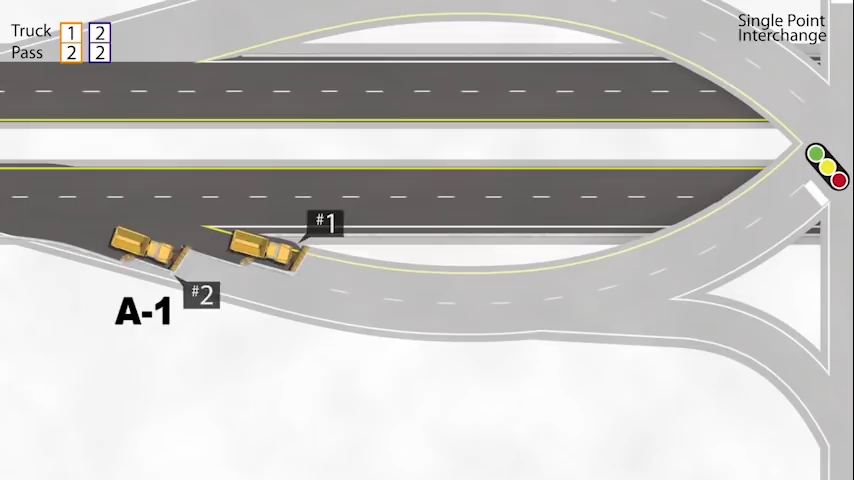 Truck 1 2
Pass 2 2
Single Point
Interchange
#1
#2
A-1